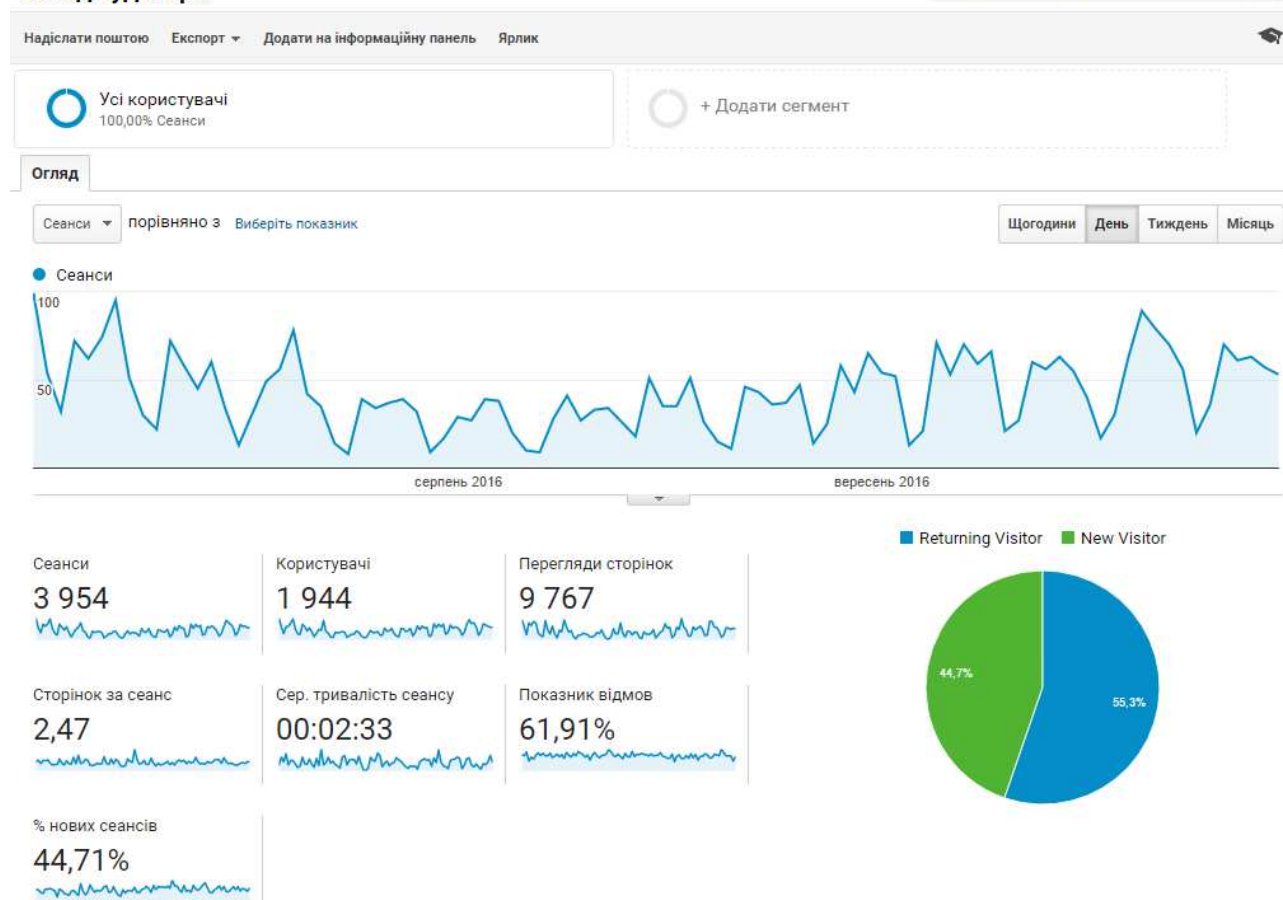 Надіслати поштою Експорт Додати на інформаційну панель Ярлик
Усі користувачі
100,00% Сеанси
+ Додати сегмент
Огляд
Сеанси порівняно з Виберіть показник
Щогодини День Тиждень Місяць
Сеанси
100
50
серпень 2016 вересень 2016
Returning Visitor New Visitor
Сеанси Користувачі Перегляди сторінок
3 954 1 944 9 767
44,7%
55,3%
Сторінок за сеанс Сер. тривалість сеансу Показник відмов
2,47 00:02:33 61,91%
% нових сеансів
44,71%